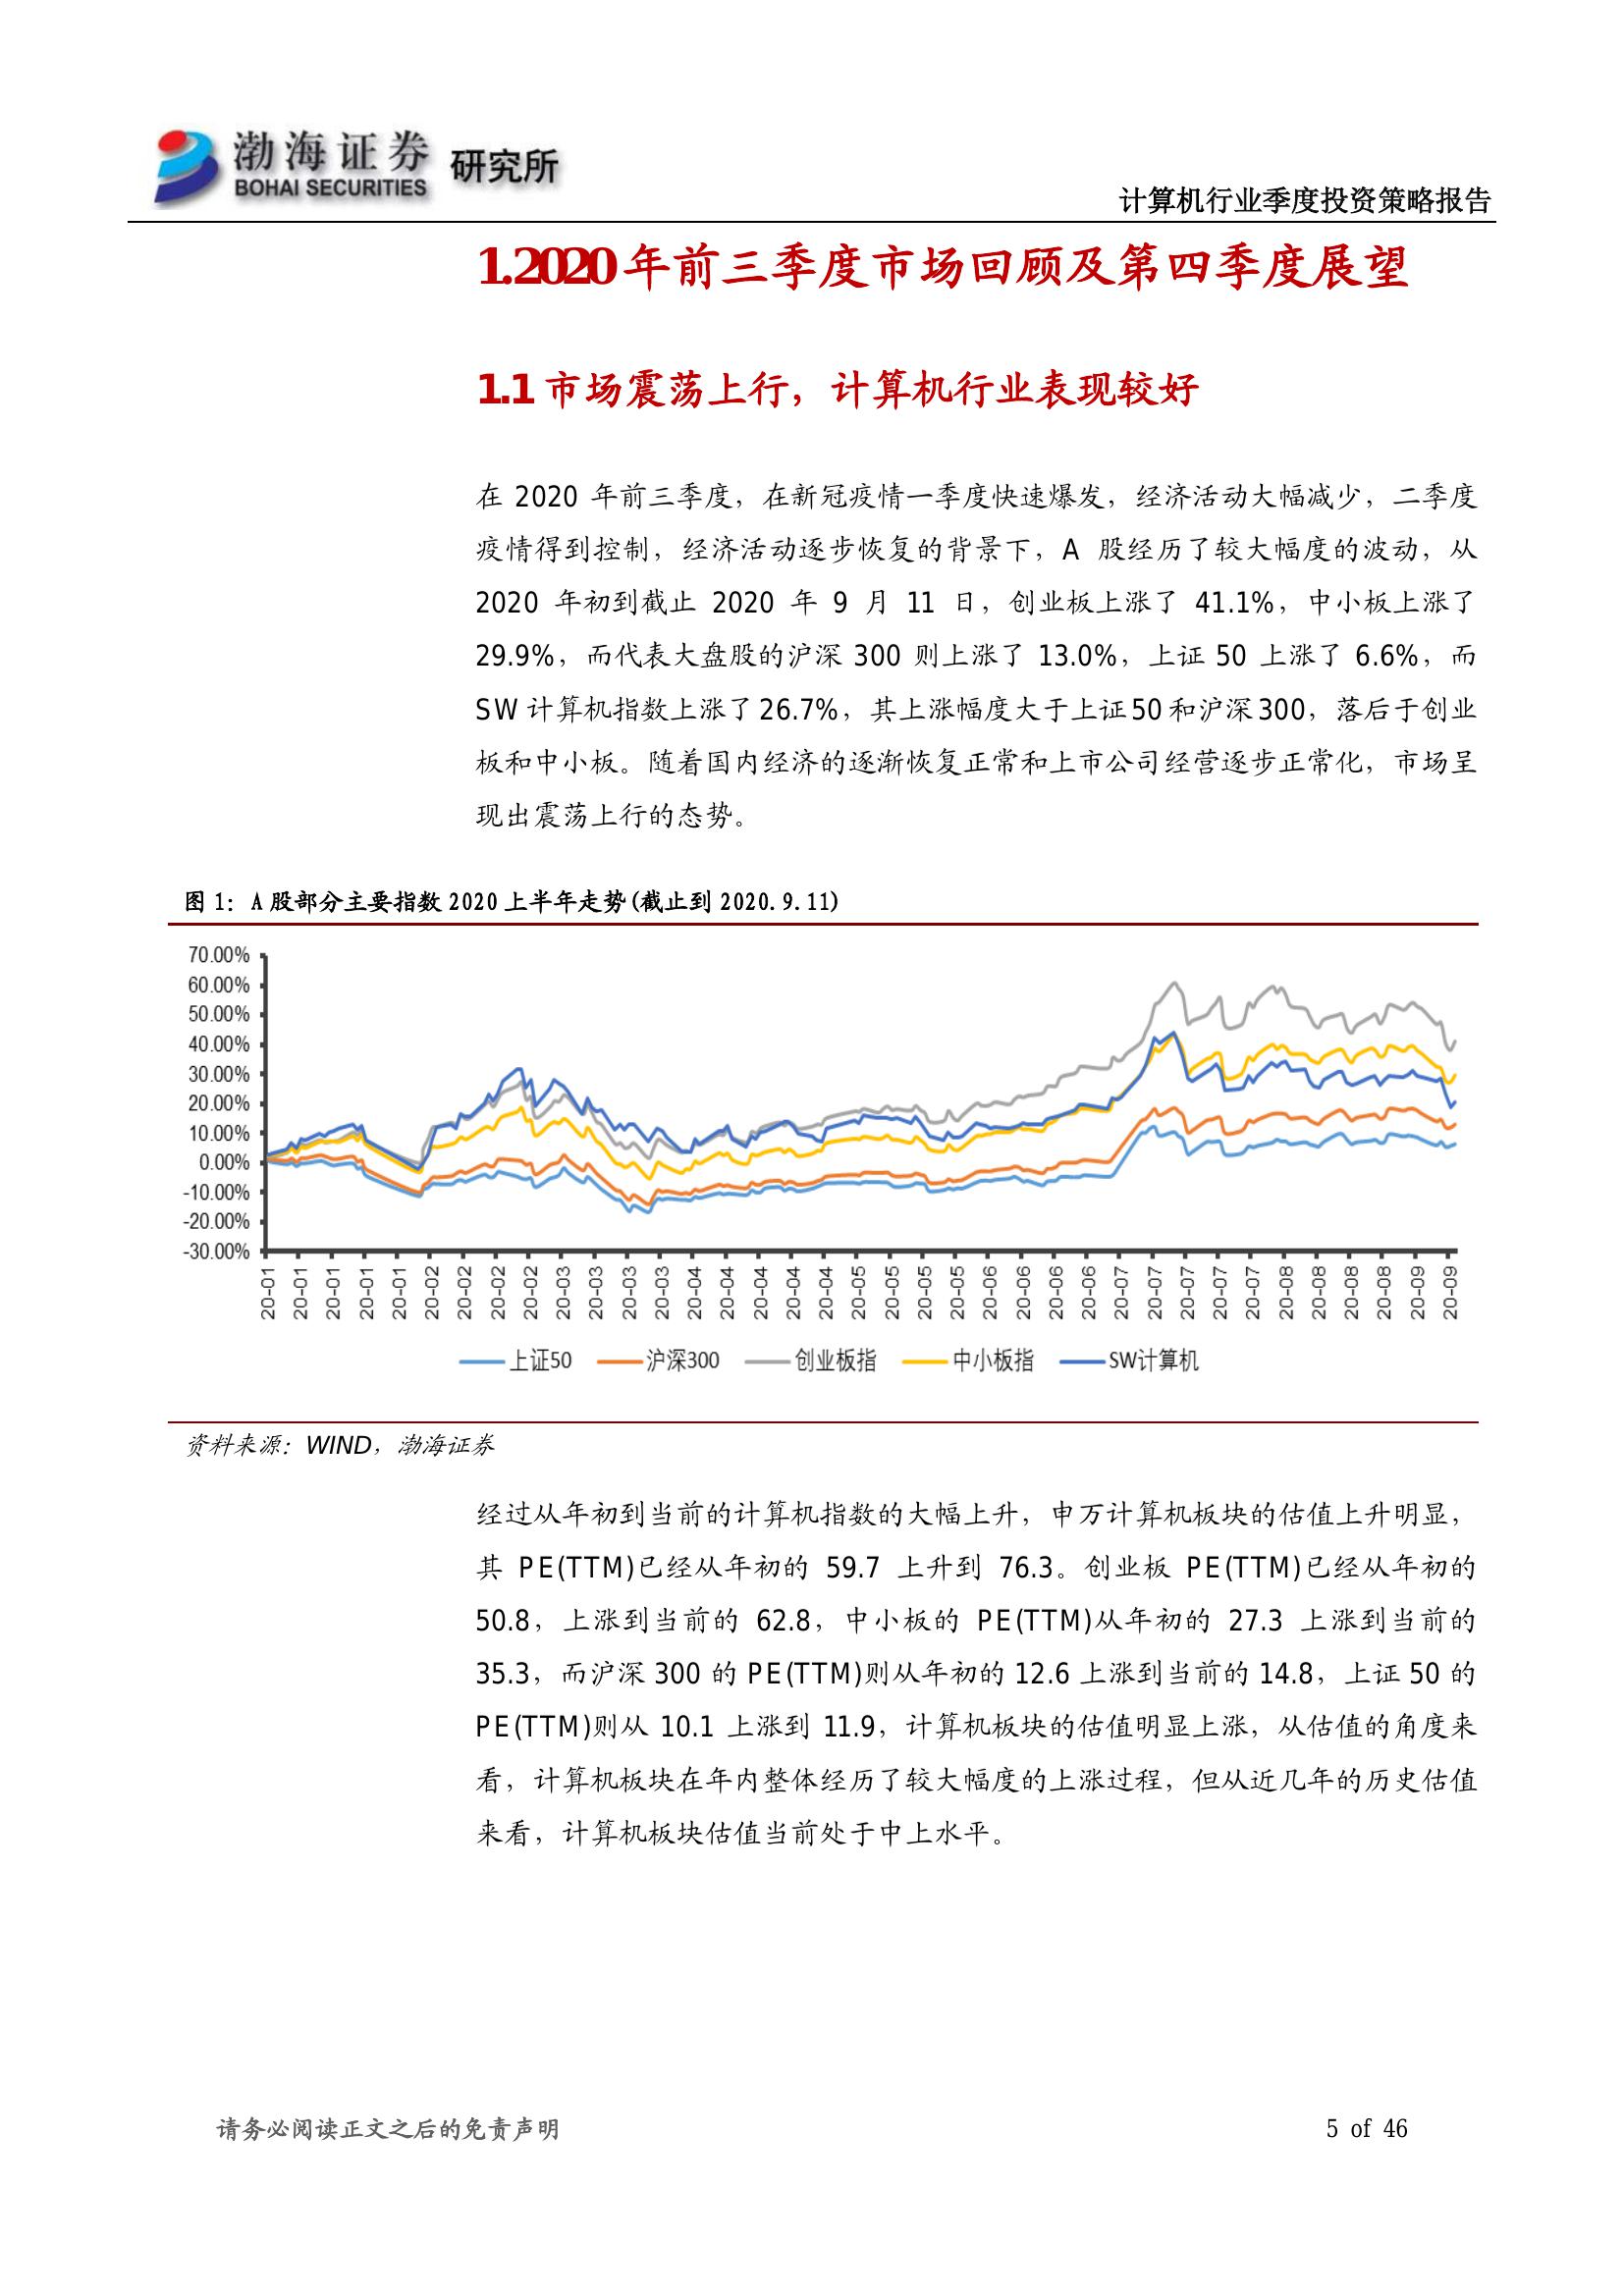 渤海证券 研究所
BOHAI SECURITIES
计算机行业季度投资策略报告
1.2020 年前三季度市场回顾及第四季度展望
1.1 市场震荡上行，计算机行业表现较好
在 2020 年前三季度，在新冠疫情一季度快速爆发，经济活动大幅减少，二季度
疫情得到控制，经济活动逐步恢复的背景下，A 股经历了较大幅度的波动，从
2020 年初到截止 2020 年 9 月 11 日，创业板上涨了 41.1%，中小板上涨了
29.9%，而代表大盘股的沪深 300 则上涨了 13.0%，上证 50 上涨了 6.6%，而
SW 计算机指数上涨了 26.7%，其上涨幅度大于上证 50 和沪深 300，落后于创业
板和中小板。随着国内经济的逐渐恢复正常和上市公司经营逐步正常化，市场呈
现出震荡上行的态势。
图 1：A 股部分主要指数 2020 上半年走势(截止到 2020.9.11)
70.00%
60.00%
50.00%
40.00%
30.00%
20.00%
10.00%
0.00%
-10.00%
-20.00%
-30.00%
20-01 20-01 20-01 20-01 20-01 20-02 20-02 20-02 20-02 20-03 20-03 20-03 20-03 20-04 20-04 20-04 20-04 20-04 20-05 20-05 20-05 20-05 20-06 20-06 20-06 20-06 20-07 20-07 20-07 20-07 20-07 20-08 20-08 20-08 20-08 20-09 20-09
上证50 沪深300 创业板指 中小板指 SW计算机
资料来源：WIND，渤海证券
经过从年初到当前的计算机指数的大幅上升，申万计算机板块的估值上升明显，
其 PE(TTM)已经从年初的 59.7 上升到 76.3。创业板 PE(TTM)已经从年初的
50.8，上涨到当前的 62.8，中小板的 PE(TTM)从年初的 27.3 上涨到当前的
35.3，而沪深 300 的 PE(TTM)则从年初的 12.6 上涨到当前的 14.8，上证 50 的
PE(TTM)则从 10.1 上涨到 11.9，计算机板块的估值明显上涨，从估值的角度来
看，计算机板块在年内整体经历了较大幅度的上涨过程，但从近几年的历史估值
来看，计算机板块估值当前处于中上水平。
请务必阅读正文之后的免责声明
5 of 46